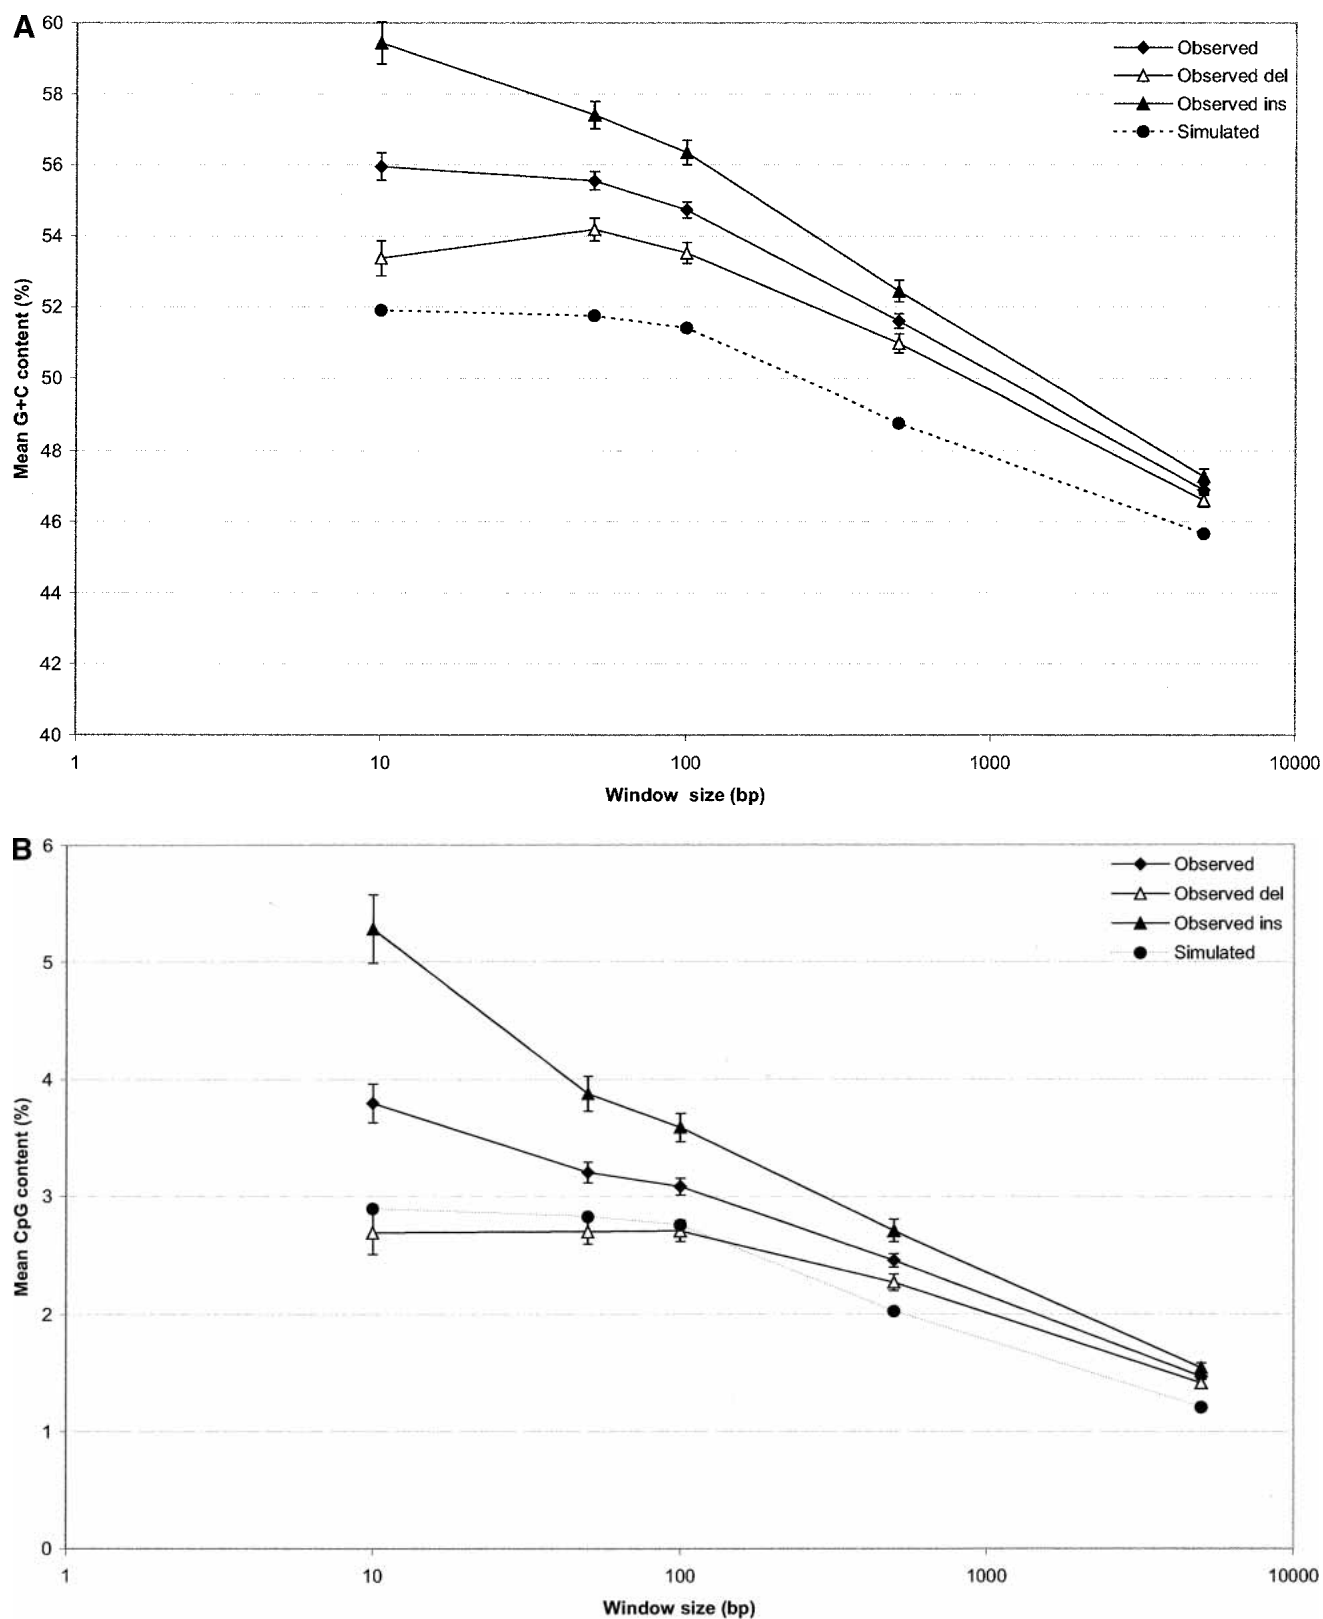 A
60
58
56
54
52
50
48
46
44
42
40
Mean G+C content (%)
Observed
Observed del
Observed ins
Simulated
1 10 100 1000 10000
Window size (bp)
B
6
5
4
3
2
1
0
Mean CpG content (%)
Observed
Observed del
Observed ins
Simulated
1 10 100 1000 10000
Window size (bp)